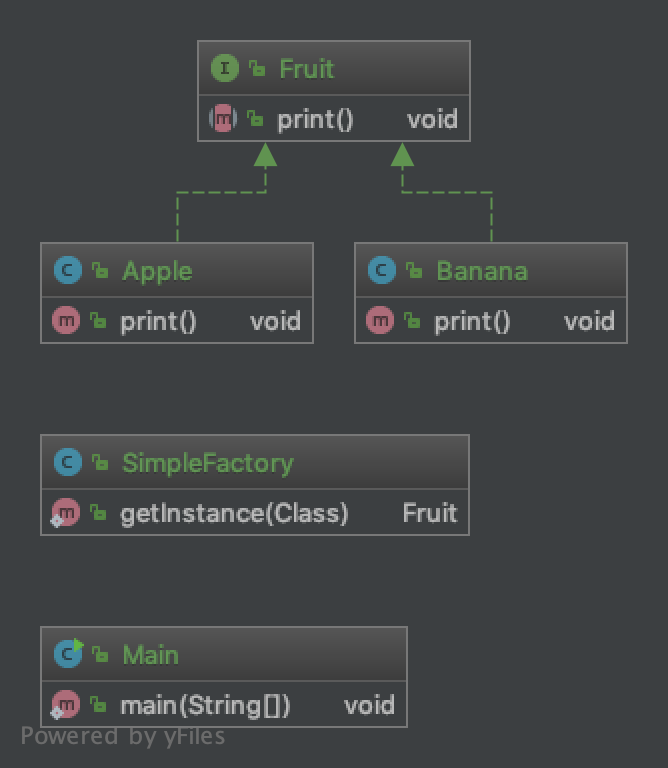 Fruit
print() void
Apple
print() void
Banana
print() void
SimpleFactory
getInstance(Class) Fruit
Main
main(String[]) void
Powered by yFiles